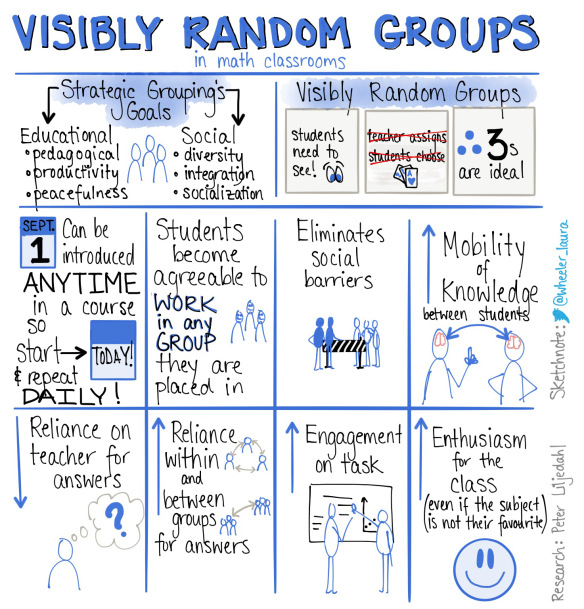 VISIBLY RANDOM GROUPS
in math classrooms
Strategic Grouping's
Goals
Educational
• pedagogical
• productivity
• peacefulness
Social
• diversity
• integration
• socialization
Visibly Random Groups
students
need to
see!
teacher assigns
students choose
A
3s
are ideal
SEPT.
1
Can be
introduced
ANYTIME
in a course
so
Start
TODAY!
& repeat
DAILY!
Students
become
agreeable to
WORK
in any
GROUP
they are
placed in
Eliminates
social
barriers
Mobility
of
Knowledge
between students
Reliance on
teacher for
answers
?
Reliance
within
and
between
groups
for answers
Engagement
on task
Enthusiasm
for the
class
(even if the subject
is not their favourite)
Sketchnote: @wheeler_laura
Research: Peter Liljedahl